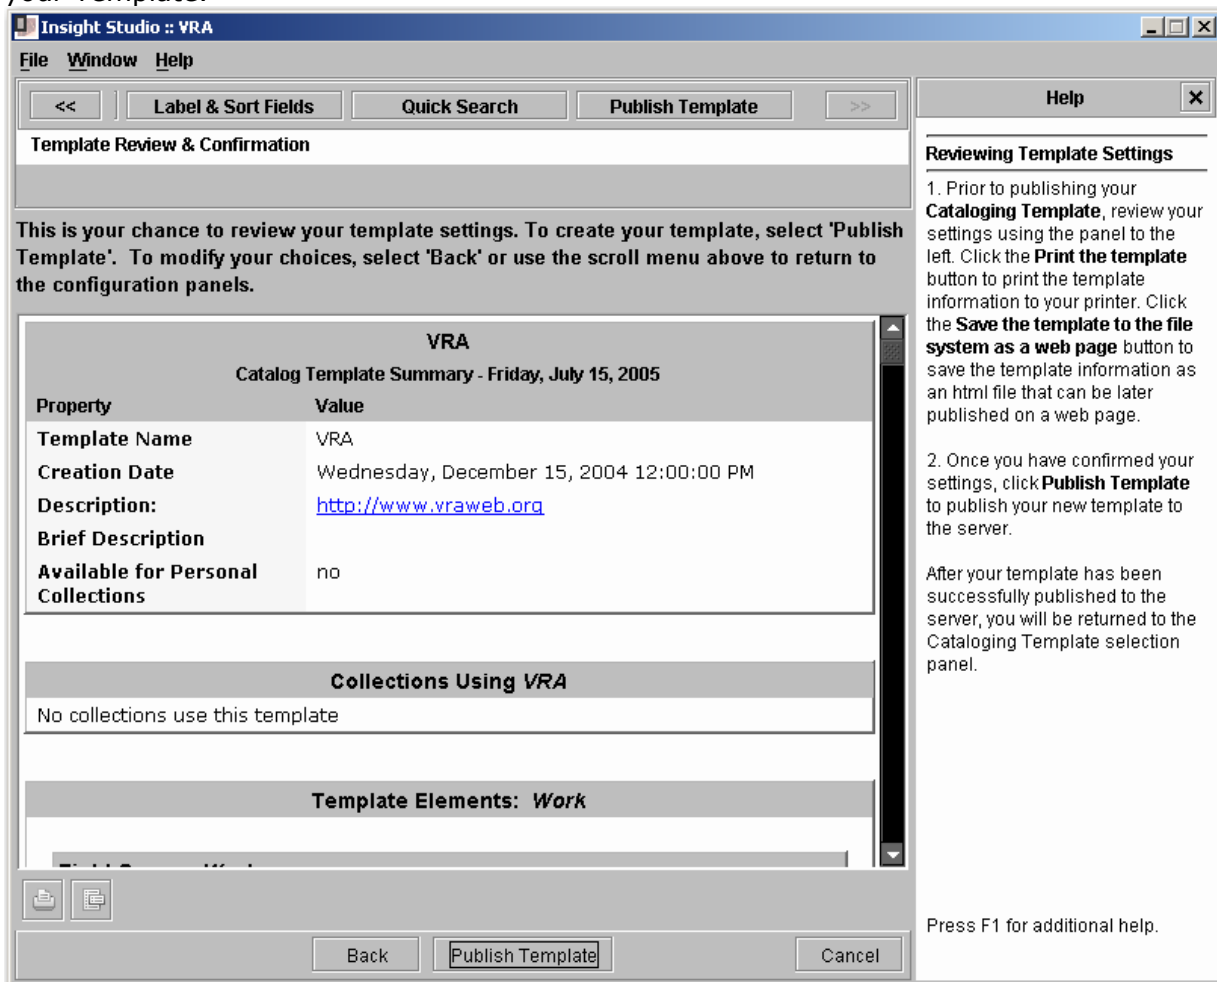 your Template.
Insight Studio :: VRA
File Window Help
<< Label & Sort Fields Quick Search Publish Template >>
Template Review & Confirmation
This is your chance to review your template settings. To create your template, select 'Publish
Template'. To modify your choices, select 'Back' or use the scroll menu above to return to
the configuration panels.
VRA
Catalog Template Summary - Friday, July 15, 2005
Property Value
Template Name VRA
Creation Date Wednesday, December 15, 2004 12:00:00 PM
Description: http://www.vraweb.org
Brief Description
Available for Personal no
Collections
Collections Using VRA
No collections use this template
Template Elements: Work
Back Publish Template Cancel
Help
Reviewing Template Settings
1. Prior to publishing your
Cataloging Template, review your
settings using the panel to the
left. Click the Print the template
button to print the template
information to your printer. Click
the Save the template to the file
system as a web page button to
save the template information as
an html file that can be later
published on a web page.
2. Once you have confirmed your
settings, click Publish Template
to publish your new template to
the server.
After your template has been
successfully published to the
server, you will be returned to the
Cataloging Template selection
panel.
Press F1 for additional help.